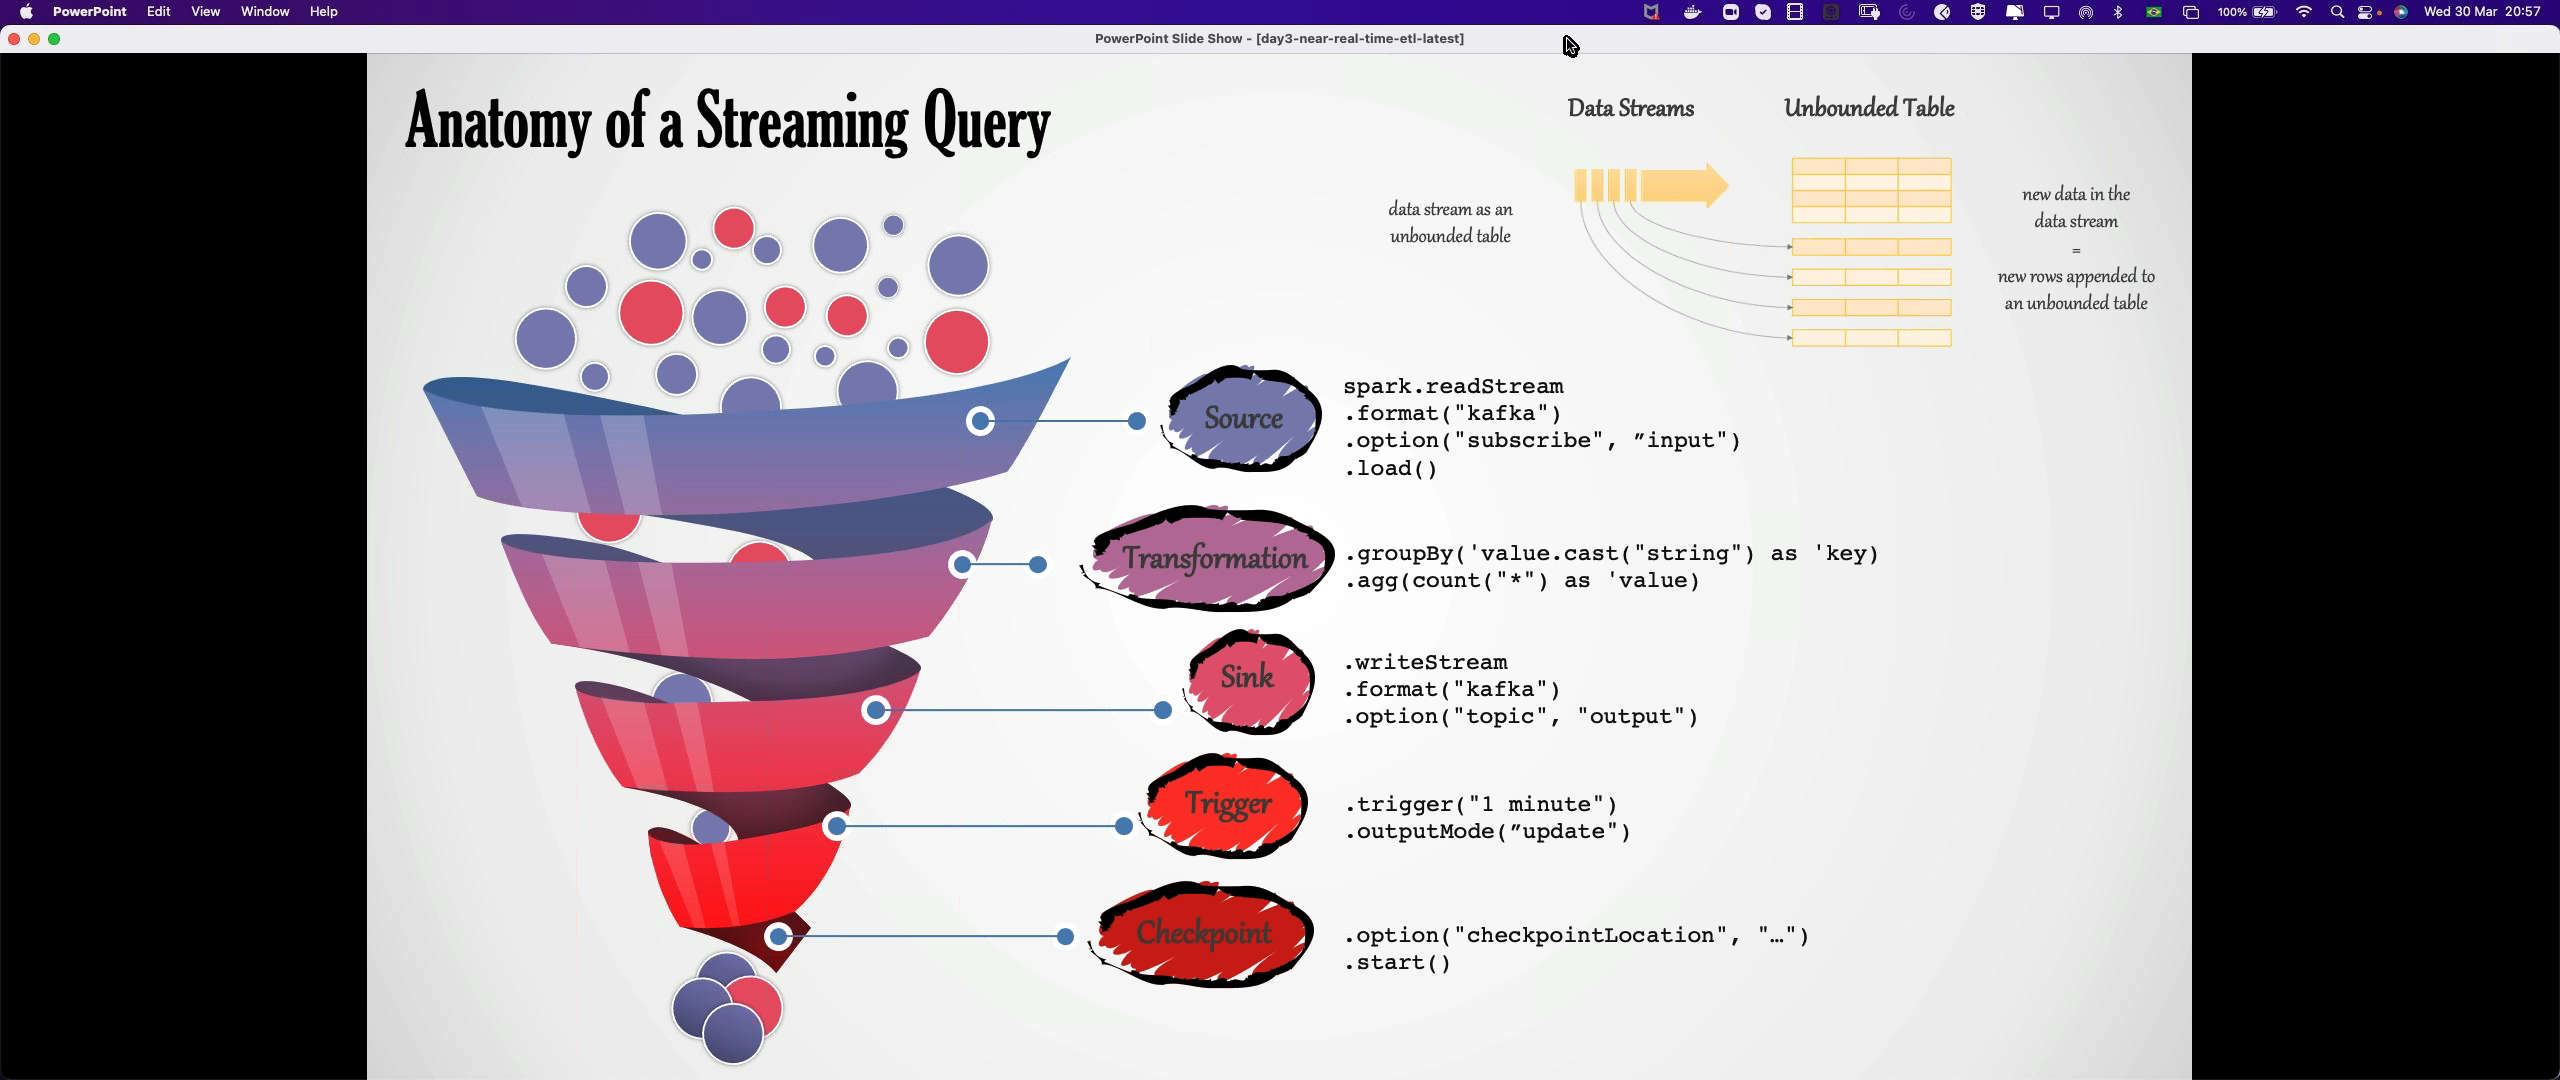 PowerPoint Edit View Window Help
100% Wed 30 Mar 20:57
PowerPoint Slide Show - [day3-near-real-time-etl-latest]
Anatomy of a Streaming Query
Data Streams
Unbounded Table
data stream as an
unbounded table
new data in the
data stream
=
new rows appended to
an unbounded table
Source
spark.readStream
.format("kafka")
.option("subscribe", ”input")
.load()
Transformation
.groupBy('value.cast("string") as 'key)
.agg(count("*") as 'value)
Sink
.writeStream
.format("kafka")
.option("topic", "output")
Trigger
.trigger("1 minute")
.outputMode(”update")
Checkpoint
.option("checkpointLocation", "…")
.start()